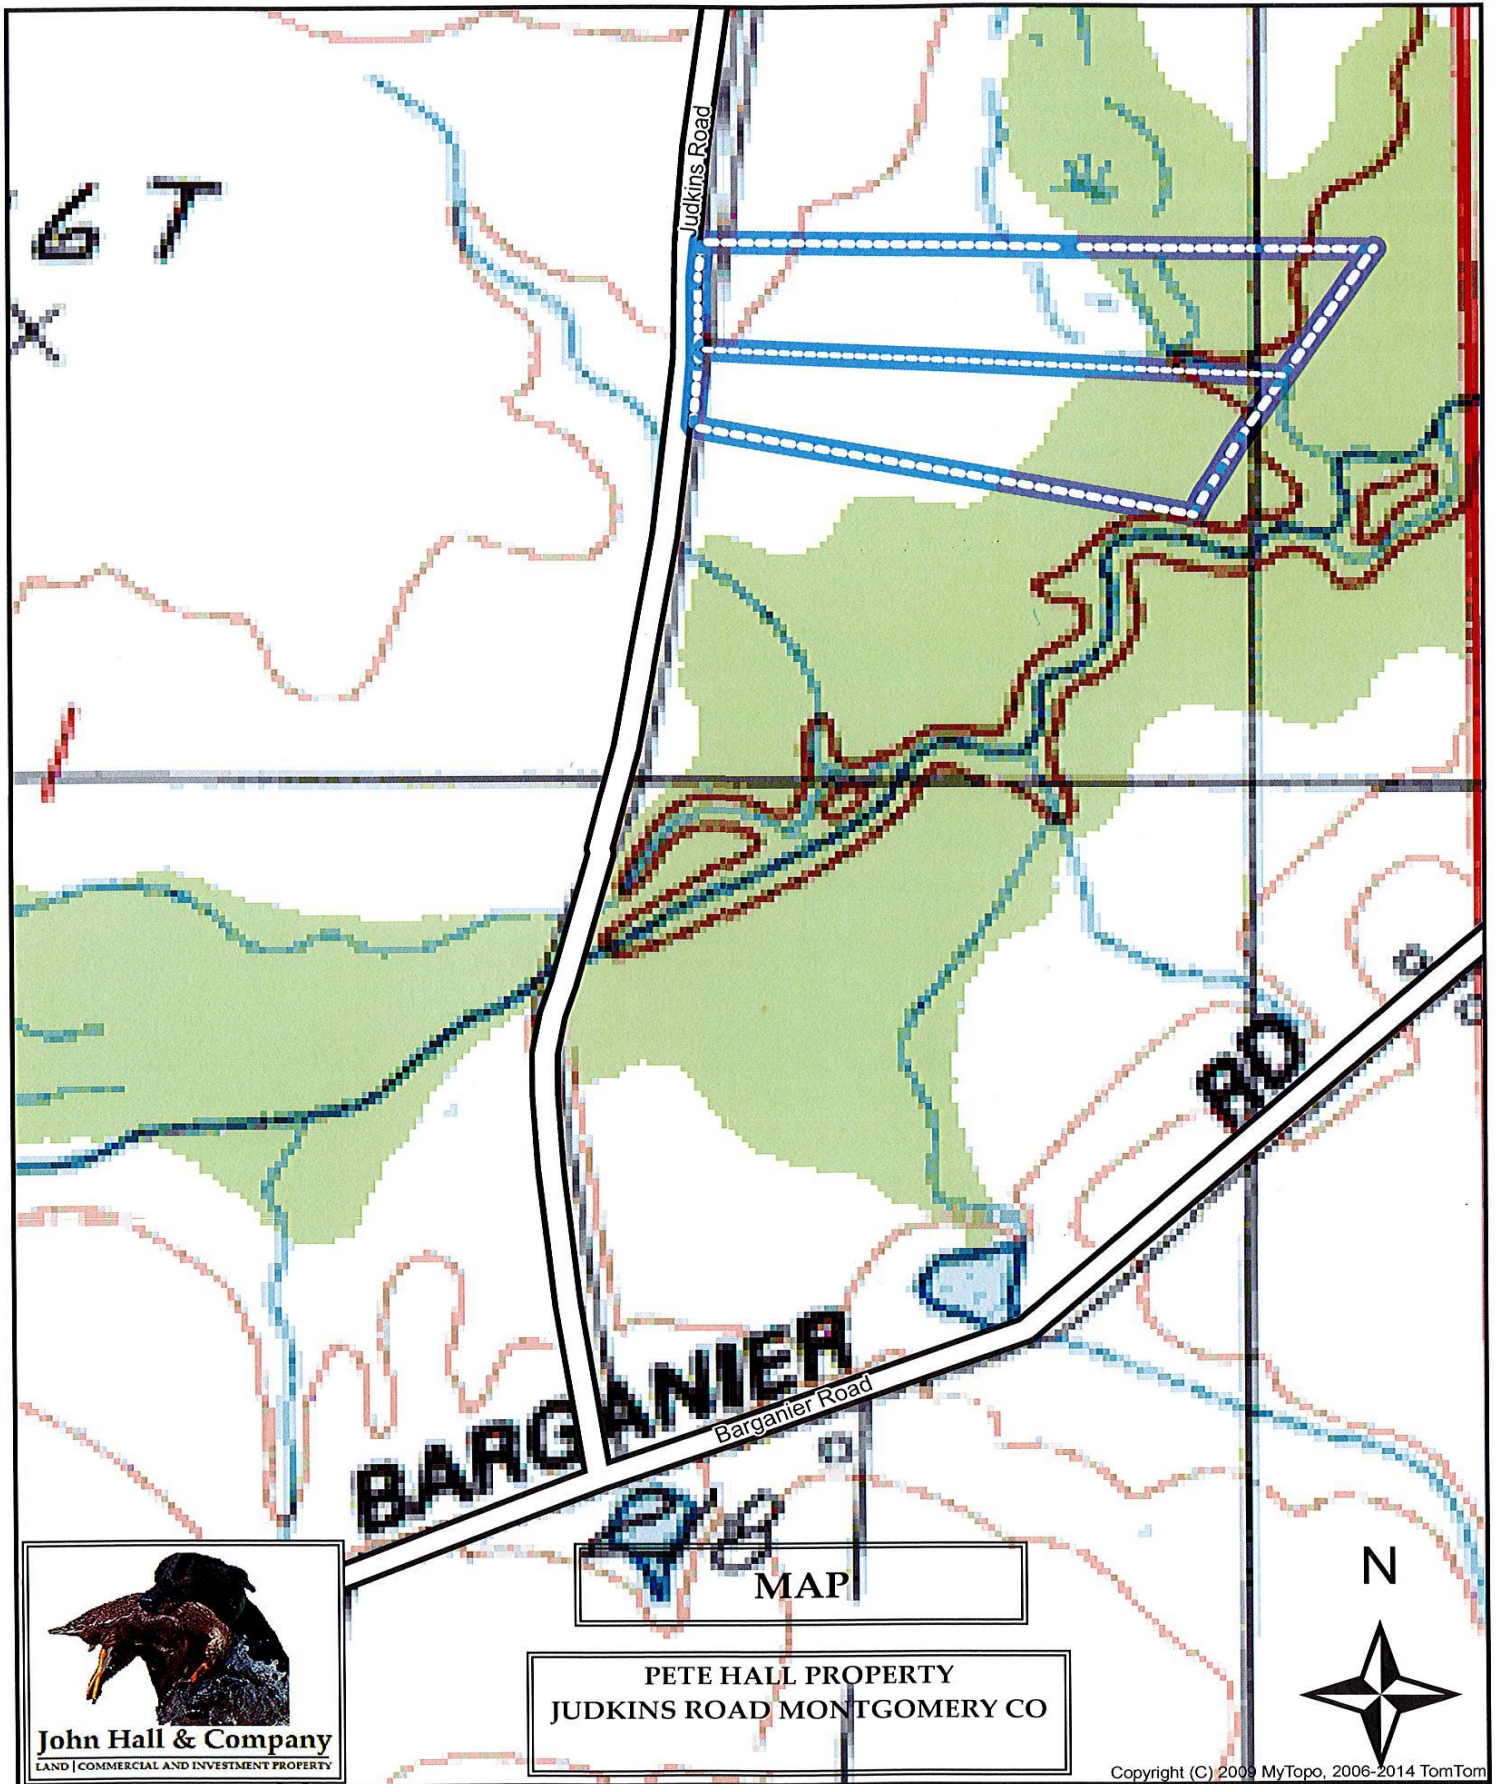 Judkins Road
6 T
BARGANIER
RD
Barganier Road
MAP
N
PETE HALL PROPERTY
JUDKINS ROAD MONTGOMERY CO
John Hall & Company
LAND | COMMERCIAL AND INVESTMENT PROPERTY
Copyright (C) 2009 MyTopo, 2006-2014 TomTom